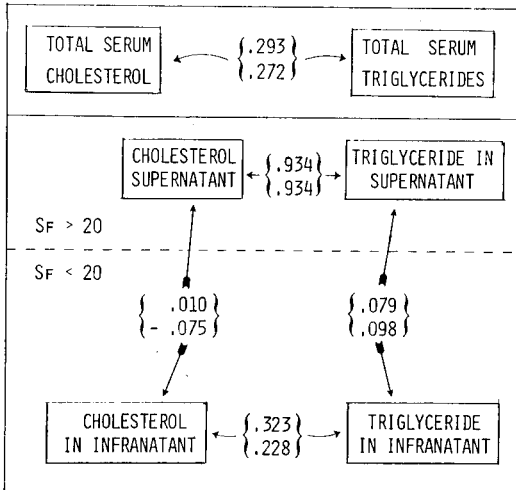 TOTAL SERUM
CHOLESTEROL
{.293}
{.272}
TOTAL SERUM
TRIGLYCERIDES
CHOLESTEROL
SUPERNATANT
{.934}
{.934}
TRIGLYCERIDE IN
SUPERNATANT
SF > 20
SF < 20
{ .010}
{- .075}
{.079}
{.098}
CHOLESTEROL
IN INFRANATANT
{.323}
{.228}
TRIGLYCERIDE
IN INFRANATANT